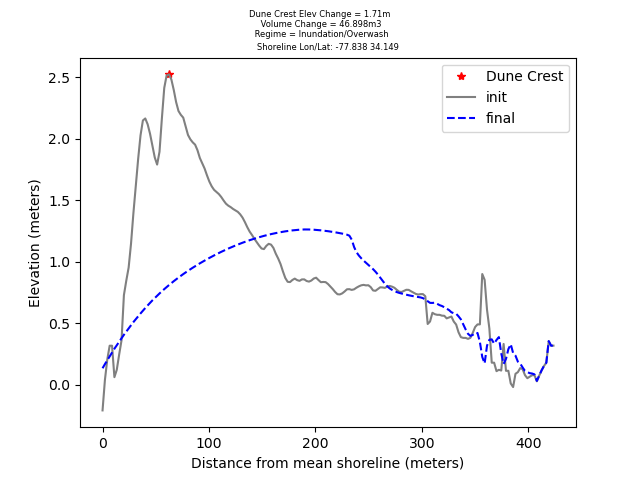 Dune Crest Elev Change = 1.71m
Volume Change = 46.898m3
Regime = Inundation/Overwash
Shoreline Lon/Lat: -77.838 34.149
Dune Crest
init
final
2.5
2.0
1.5
1.0
0.5
0.0
Elevation (meters)
0 100 200 300 400
Distance from mean shoreline (meters)